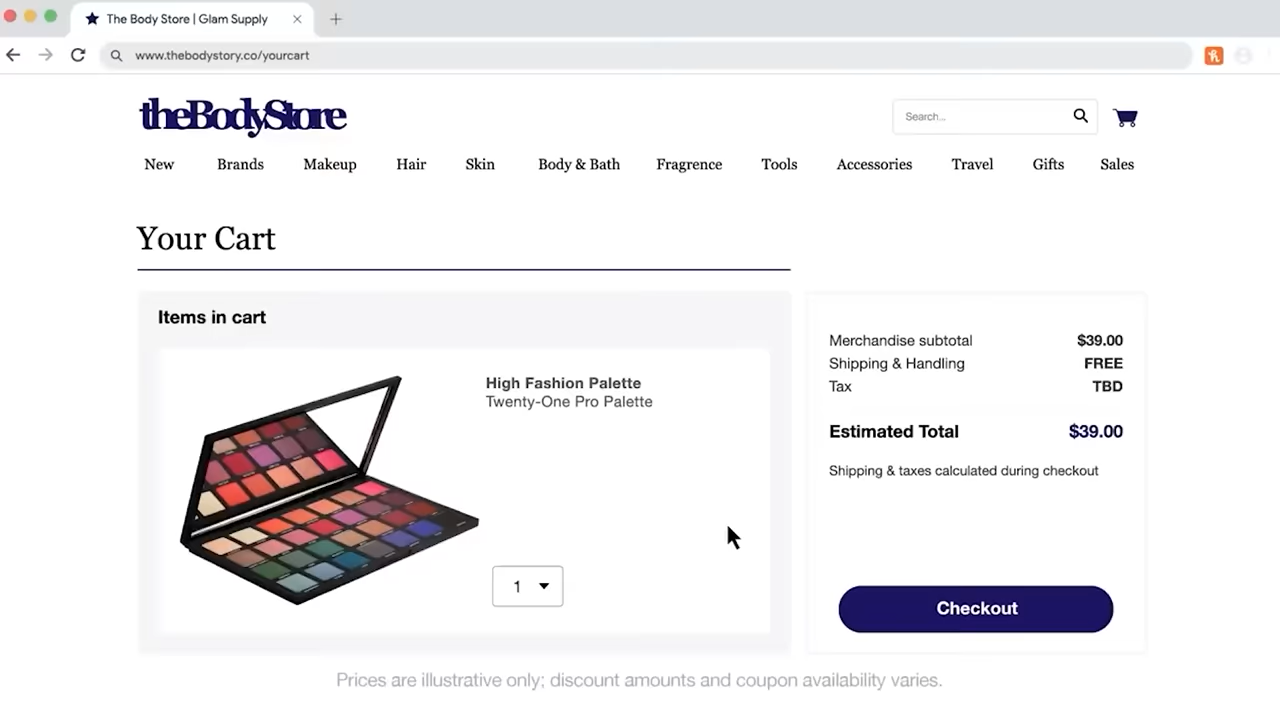 The Body Store | Glam Supply
www.thebodystory.co/yourcart
theBodyStore
Search...
New Brands Makeup Hair Skin Body & Bath Fragrence Tools Accessories Travel Gifts Sales
Your Cart
Items in cart
High Fashion Palette
Twenty-One Pro Palette
1
Merchandise subtotal $39.00
Shipping & Handling FREE
Tax TBD
Estimated Total $39.00
Shipping & taxes calculated during checkout
Checkout
Prices are illustrative only; discount amounts and coupon availability varies.